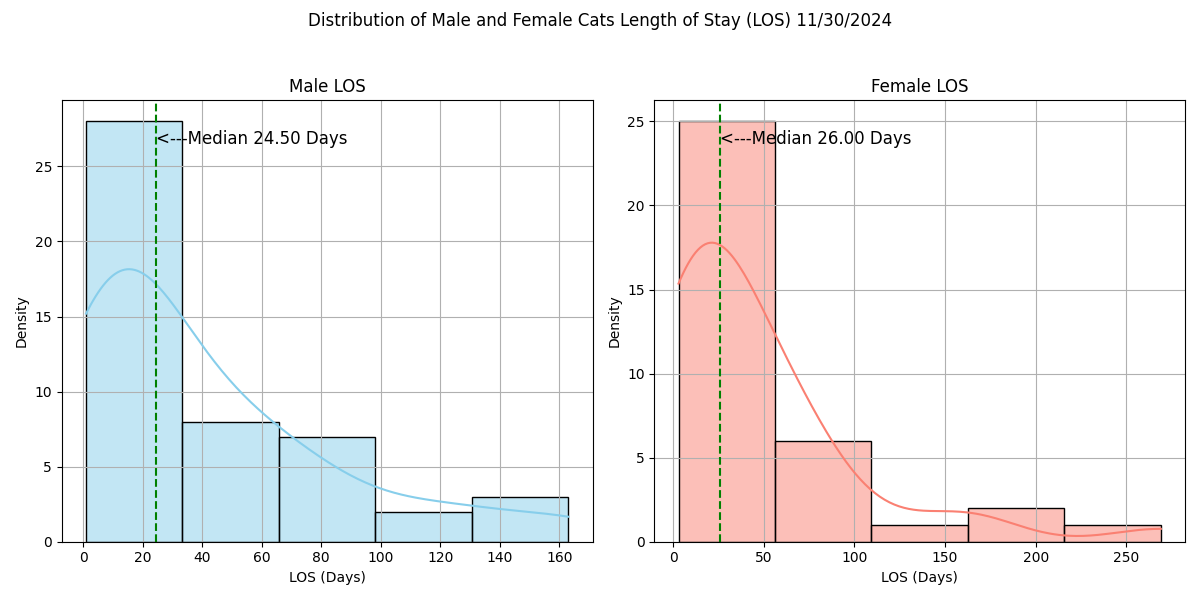 Distribution of Male and Female Cats Length of Stay (LOS) 11/30/2024
Male LOS
<---Median 24.50 Days
Density
25
20
15
10
5
0
0 20 40 60 80 100 120 140 160
LOS (Days)
Female LOS
<---Median 26.00 Days
Density
25
20
15
10
5
0
0 50 100 150 200 250
LOS (Days)